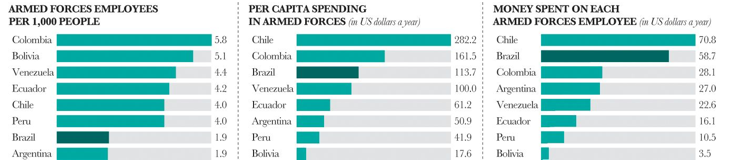 ARMED FORCES EMPLOYEES
PER 1,000 PEOPLE
Colombia 5.8
Bolivia 5.1
Venezuela 4.4
Ecuador 4.2
Chile 4.0
Peru 4.0
Brazil 1.9
Argentina 1.9
PER CAPITA SPENDING
IN ARMED FORCES (in US dollars a year)
Chile 282.2
Colombia 161.5
Brazil 113.7
Venezuela 100.0
Ecuador 61.2
Argentina 50.9
Peru 41.9
Bolivia 17.6
MONEY SPENT ON EACH
ARMED FORCES EMPLOYEE (in US dollars a year)
Chile 70.8
Brazil 58.7
Colombia 28.1
Argentina 27.0
Venezuela 22.6
Ecuador 16.1
Peru 10.5
Bolivia 3.5